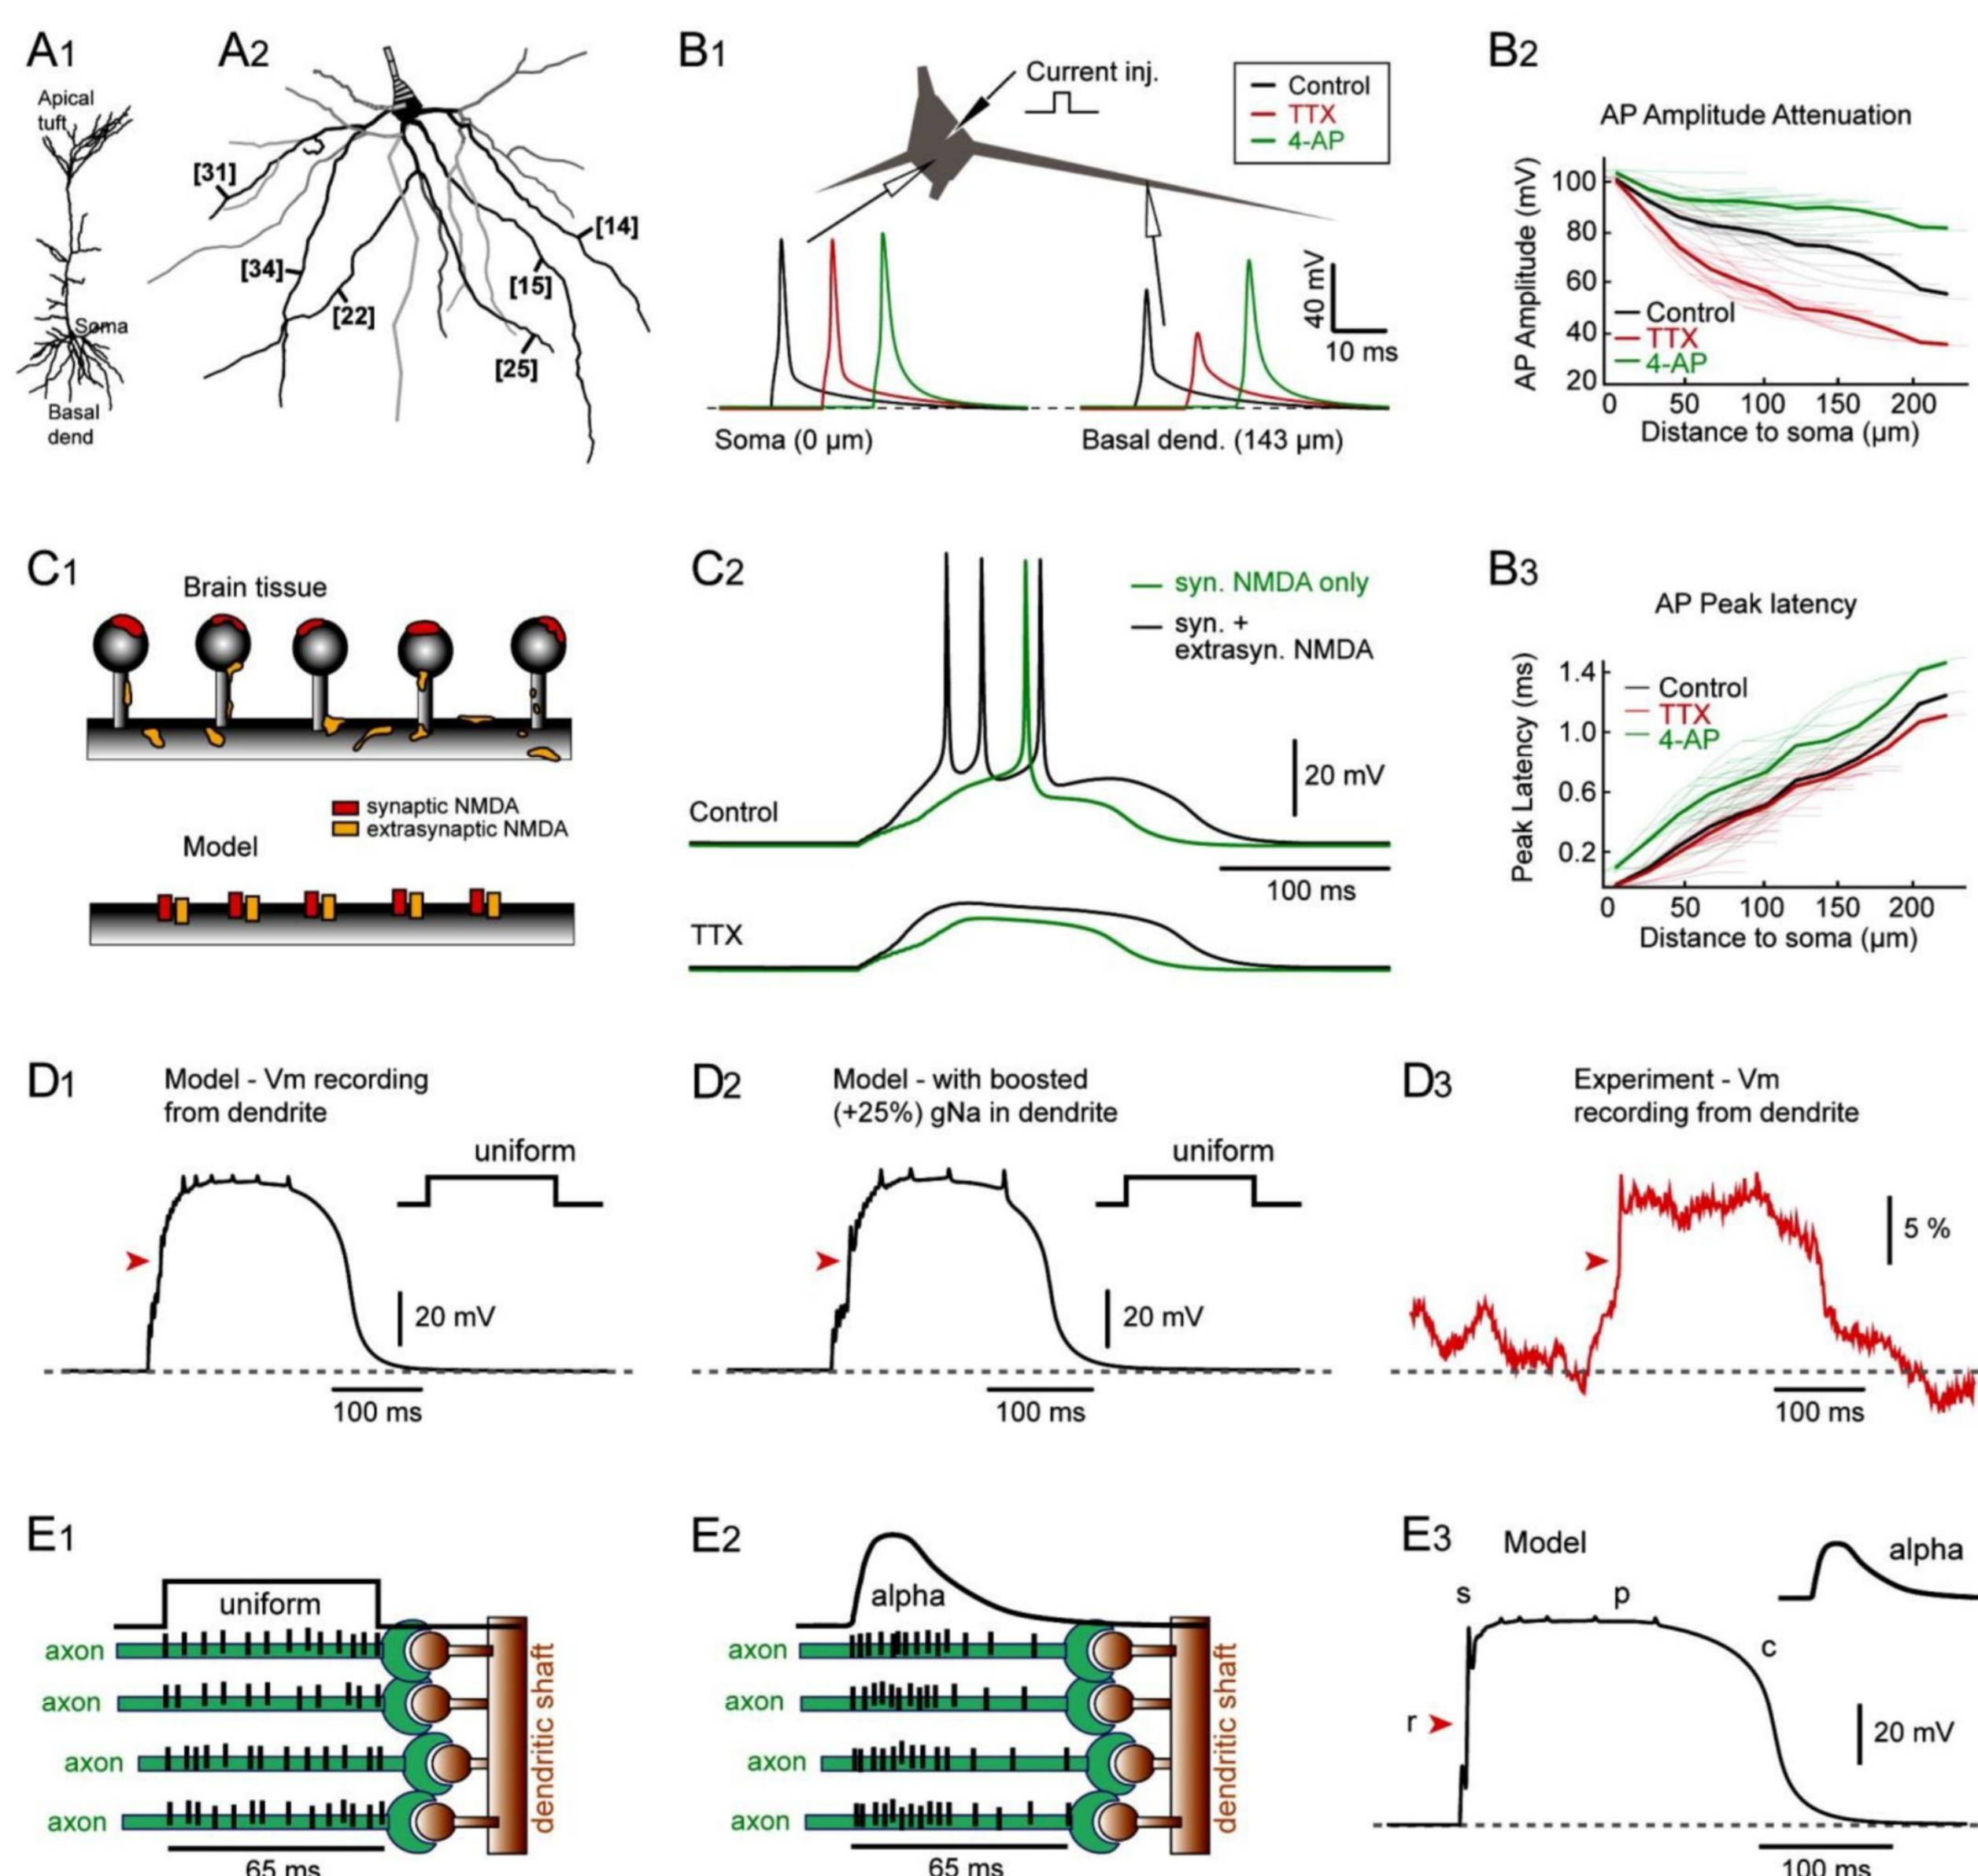 A1
Apical
tuft
Soma
Basal
dend
A2
[31]
[34]
[22]
[14]
[15]
[25]
B1
Current inj.
Control
TTX
4-AP
40 mV
10 ms
Soma (0 µm)
Basal dend. (143 µm)
B2
AP Amplitude Attenuation
AP Amplitude (mV)
100
80
60
40
20
Control
TTX
4-AP
0 50 100 150 200
Distance to soma (µm)
C1
Brain tissue
synaptic NMDA
extrasynaptic NMDA
Model
C2
syn. NMDA only
syn. +
extrasyn. NMDA
Control
20 mV
100 ms
TTX
B3
AP Peak latency
Peak Latency (ms)
1.4
1.0
0.6
0.2
Control
TTX
4-AP
0 50 100 150 200
Distance to soma (µm)
D1
Model - Vm recording
from dendrite
uniform
20 mV
100 ms
D2
Model - with boosted
(+25%) gNa in dendrite
uniform
20 mV
100 ms
D3
Experiment - Vm
recording from dendrite
5 %
100 ms
E1
uniform
axon
axon
axon
axon
dendritic shaft
65 ms
E2
alpha
axon
axon
axon
axon
dendritic shaft
65 ms
E3
Model
alpha
s
p
c
r
20 mV
100 ms